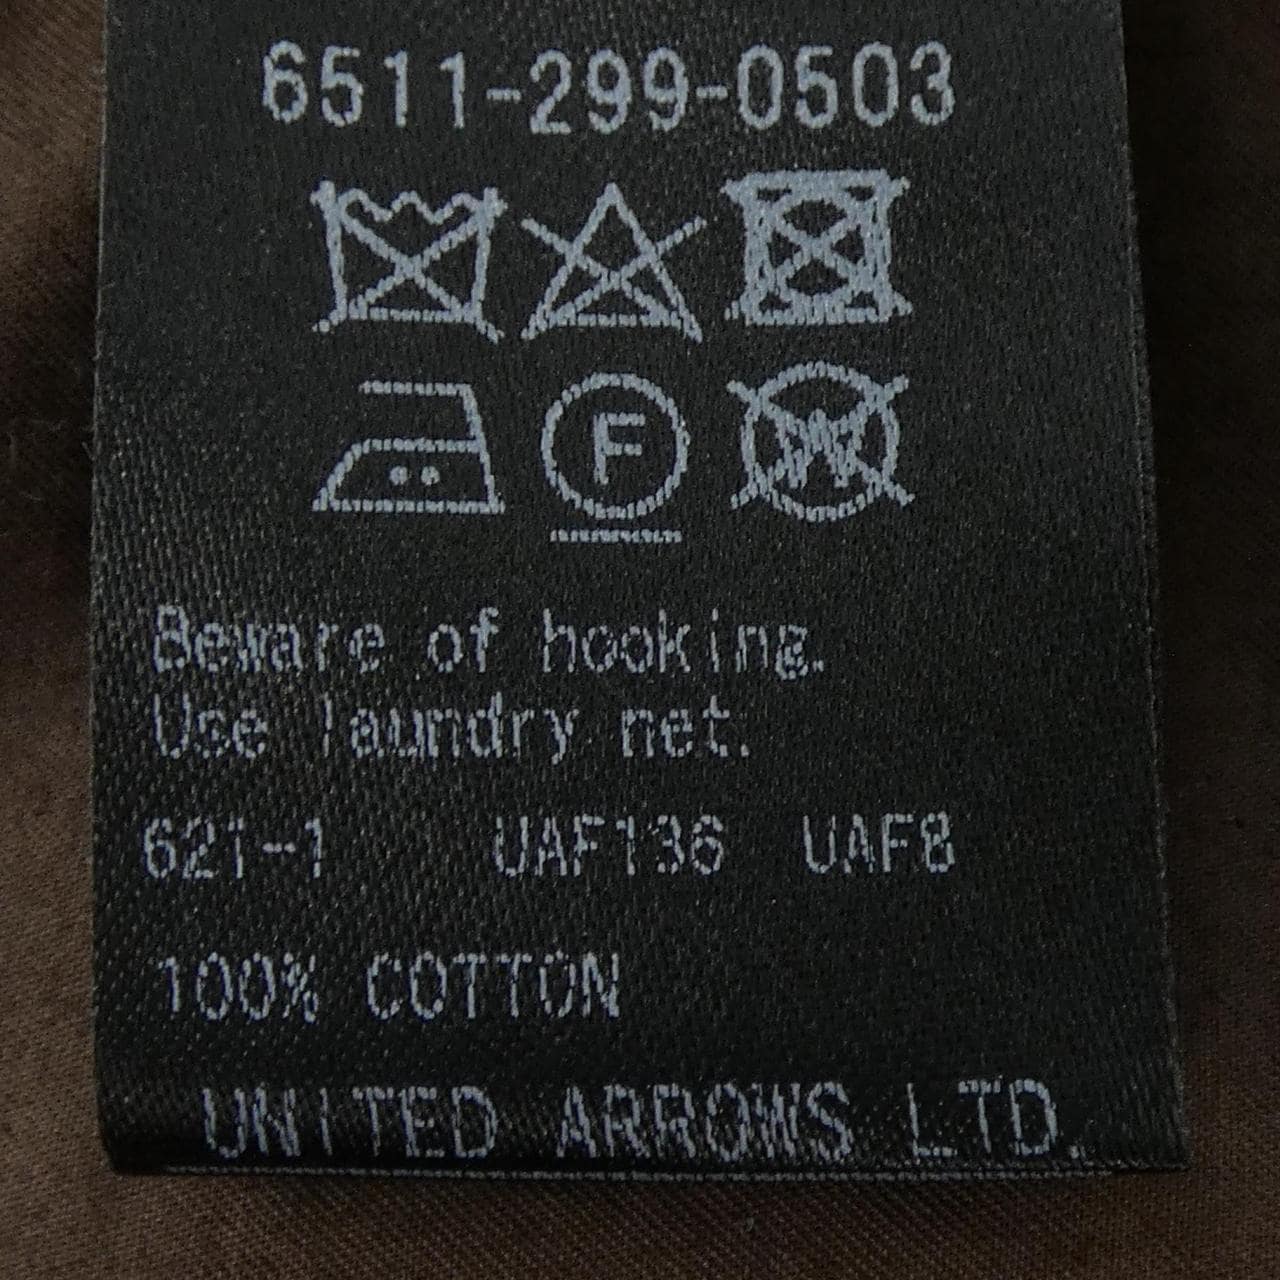 6511-299-0503
F
W
Beware of hooking.
Use laundry net.
621-1 UAF136 UAF8
100% COTTON
UNITED ARROWS LTD.